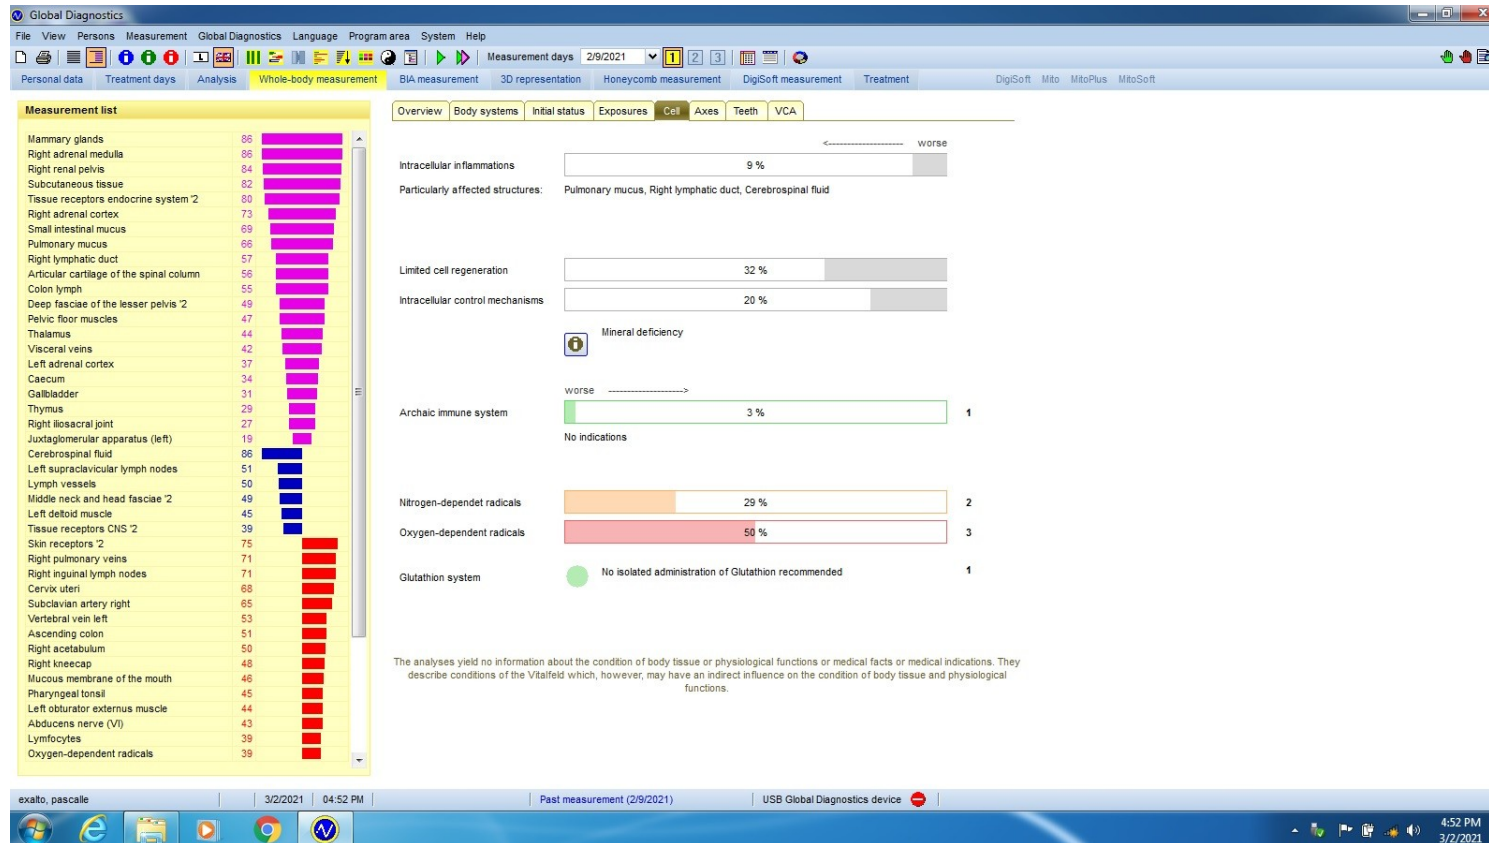 Global Diagnostics
File View Persons Measurement Global Diagnostics Language Program area System Help
Measurement days 2/9/2021 1 2 3
Personal data Treatment days Analysis Whole-body measurement BIA measurement 3D representation Honeycomb measurement DigiSoft measurement Treatment DigiSoft Mito MitoPlus MitoSoft
Measurement list
Mammary glands 86
Right adrenal medulla 86
Right renal pelvis 84
Subcutaneous tissue 82
Tissue receptors endocrine system '2 80
Right adrenal cortex 73
Small intestinal mucus 69
Pulmonary mucus 66
Right lymphatic duct 57
Articular cartilage of the spinal column 56
Colon lymph 55
Deep fasciae of the lesser pelvis '2 49
Pelvic floor muscles 47
Thalamus 44
Visceral veins 42
Left adrenal cortex 37
Caecum 34
Gallbladder 31
Thymus 29
Right iliosacral joint 27
Juxtaglomerular apparatus (left) 19
Cerebrospinal fluid 86
Left supraclavicular lymph nodes 51
Lymph vessels 50
Middle neck and head fasciae '2 49
Left deltoid muscle 45
Tissue receptors CNS '2 39
Skin receptors '2 75
Right pulmonary veins 71
Right inguinal lymph nodes 71
Cervix uteri 68
Subclavian artery right 65
Vertebral vein left 53
Ascending colon 51
Right acetabulum 50
Right kneecap 48
Mucous membrane of the mouth 46
Pharyngeal tonsil 45
Left obturator externus muscle 44
Abducens nerve (VI) 43
Lymfocytes 39
Oxygen-dependent radicals 39
Overview Body systems Initial status Exposures Cell Axes Teeth VCA
<-------------------- worse
Intracellular inflammations 9 %
Particularly affected structures: Pulmonary mucus, Right lymphatic duct, Cerebrospinal fluid
Limited cell regeneration 32 %
Intracellular control mechanisms 20 %
Mineral deficiency
worse -------------------->
Archaic immune system 3 % 1
No indications
Nitrogen-dependet radicals 29 % 2
Oxygen-dependent radicals 50 % 3
Glutathion system No isolated administration of Glutathion recommended 1
The analyses yield no information about the condition of body tissue or physiological functions or medical facts or medical indications. They
describe conditions of the Vitalfeld which, however, may have an indirect influence on the condition of body tissue and physiological
functions.
exalto, pascalle 3/2/2021 04:52 PM Past measurement (2/9/2021) USB Global Diagnostics device
4:52 PM
3/2/2021